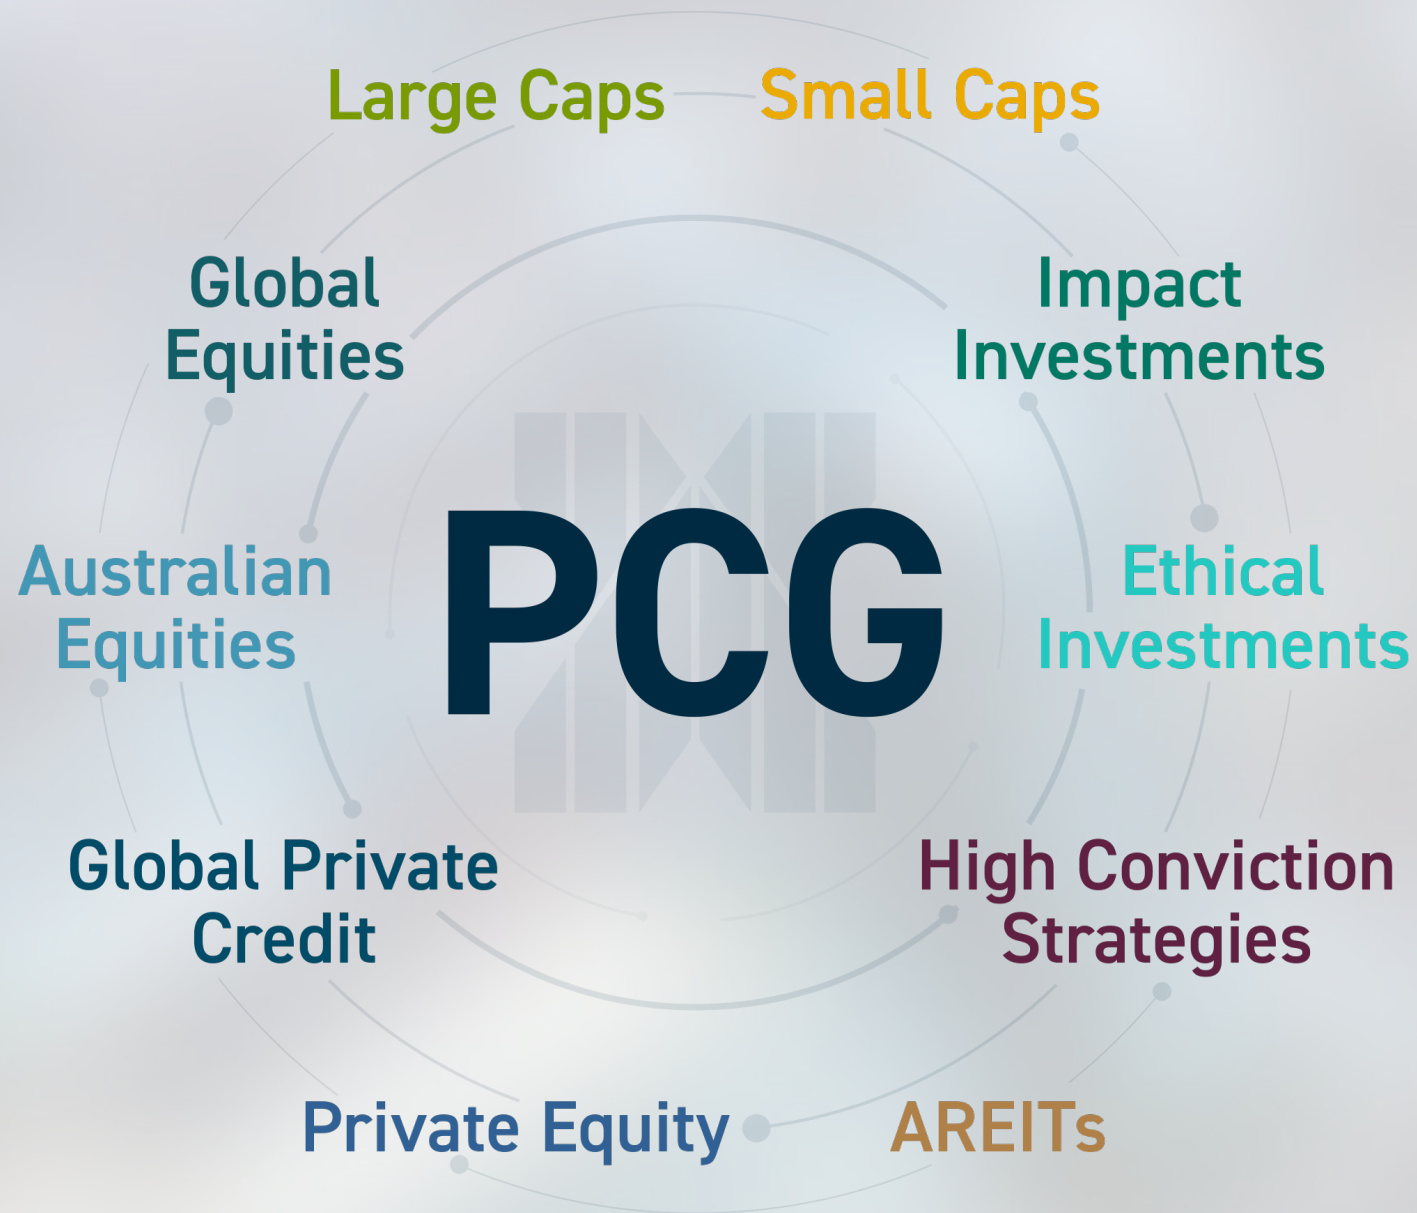 Large Caps
Small Caps
Global
Equities
Impact
Investments
Australian
Equities
PCG
Ethical
Investments
Global Private
Credit
High Conviction
Strategies
Private Equity
AREITs